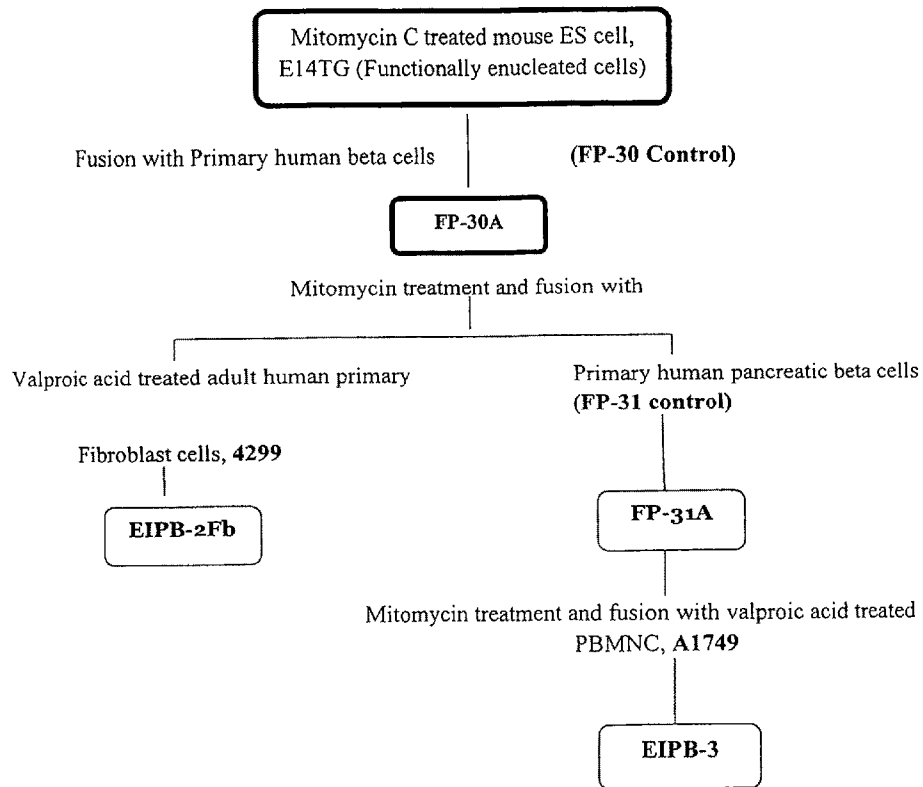 Mitomycin C treated mouse ES cell,
E14TG (Functionally enucleated cells)
Fusion with Primary human beta cells
(FP-30 Control)
FP-30A
Mitomycin treatment and fusion with
Valproic acid treated adult human primary
Fibroblast cells, 4299
EIPB-2Fb
Primary human pancreatic beta cells
(FP-31 control)
FP-31A
Mitomycin treatment and fusion with valproic acid treated
PBMNC, A1749
EIPB-3